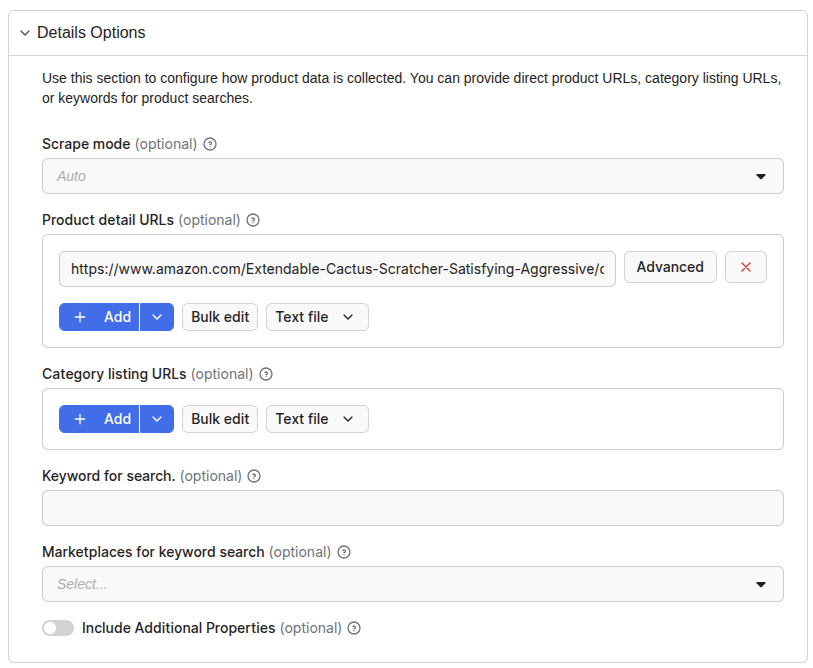 Details Options
Use this section to configure how product data is collected. You can provide direct product URLs, category listing URLs,
or keywords for product searches.
Scrape mode (optional)
Auto
Product detail URLs (optional)
https://www.amazon.com/Extendable-Cactus-Scratcher-Satisfying-Aggressive/c Advanced
Add Bulk edit Text file
Category listing URLs (optional)
Add Bulk edit Text file
Keyword for search. (optional)
Marketplaces for keyword search (optional)
Select...
Include Additional Properties (optional)